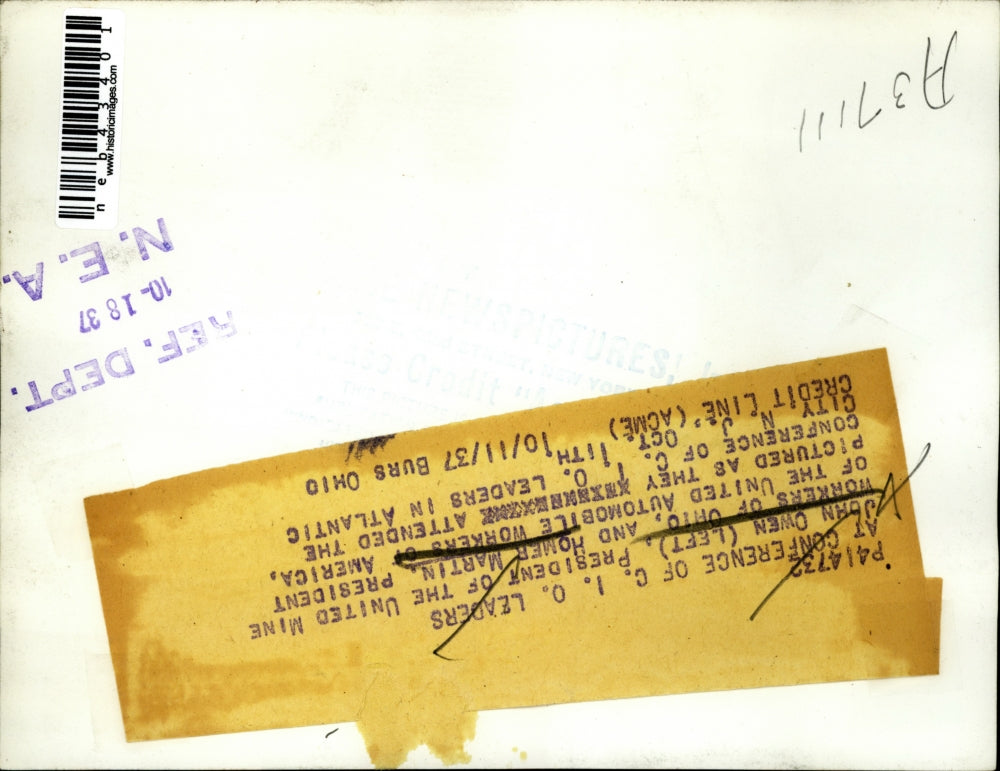 A37111
neb43401
www.historicimages.com
REF. DEPT.
10-18 37
N. E. A.
NEWSPICTURES,
Credit
P414732
AT CONFERENCE OF C. I. O. LEADERS
JOHN OWEN (LEFT), PRESIDENT OF THE UNITED MINE
WORKERS OF OHIO, AND HOMER MARTIN, PRESIDENT
OF THE UNITED AUTOMOBILE WORKERS OF AMERICA,
PICTURED AS THEY ATTENDED THE
CONFERENCE OF C. I. O. LEADERS IN ATLANTIC
CITY N. J. OCT 11TH
CREDIT LINE (ACME) 10/11/37 BURS OHIO